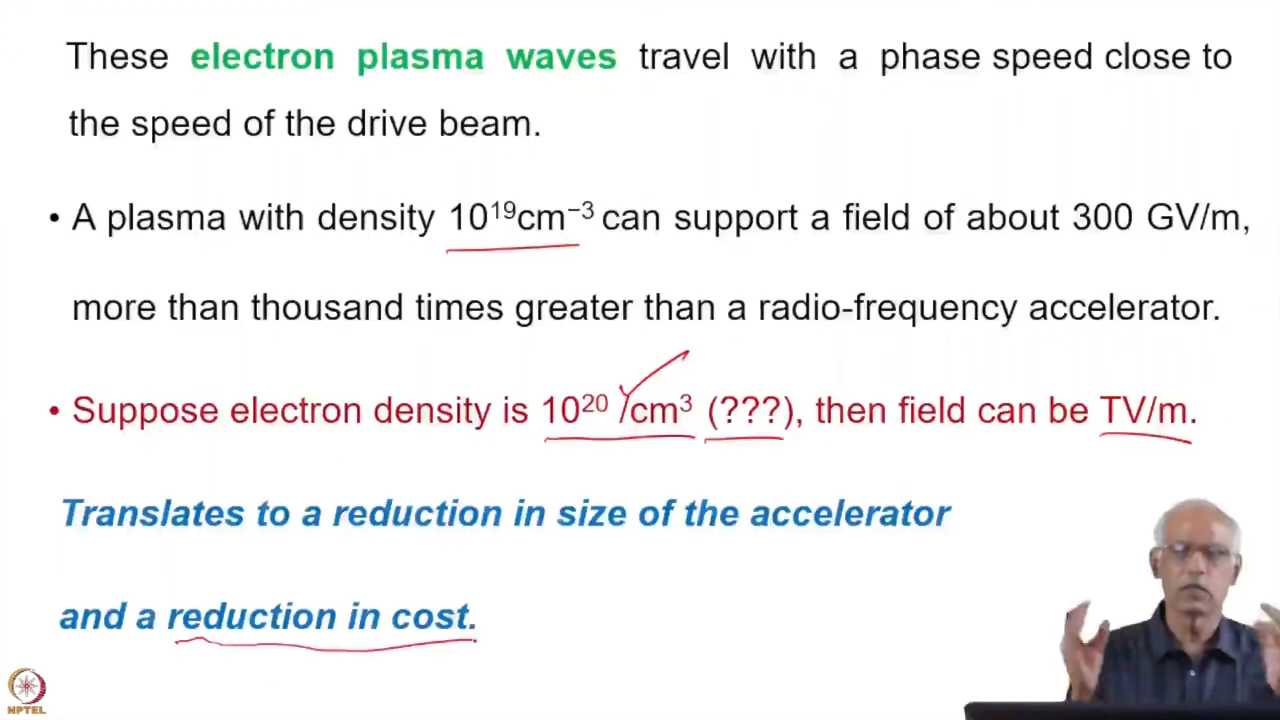 These electron plasma waves travel with a phase speed close to
the speed of the drive beam.
• A plasma with density 10¹⁹cm⁻³ can support a field of about 300 GV/m,
more than thousand times greater than a radio-frequency accelerator.
• Suppose electron density is 10²⁰ /cm³ (???), then field can be TV/m.
Translates to a reduction in size of the accelerator
and a reduction in cost.
NPTEL